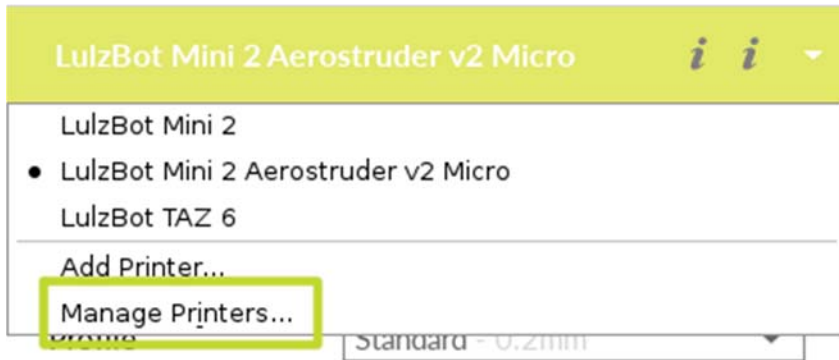 LulzBot Mini 2 Aerostruder v2 Micro i i
LulzBot Mini 2
• LulzBot Mini 2 Aerostruder v2 Micro
LulzBot TAZ 6
Add Printer...
Manage Printers...
Profile Standard - 0.2mm